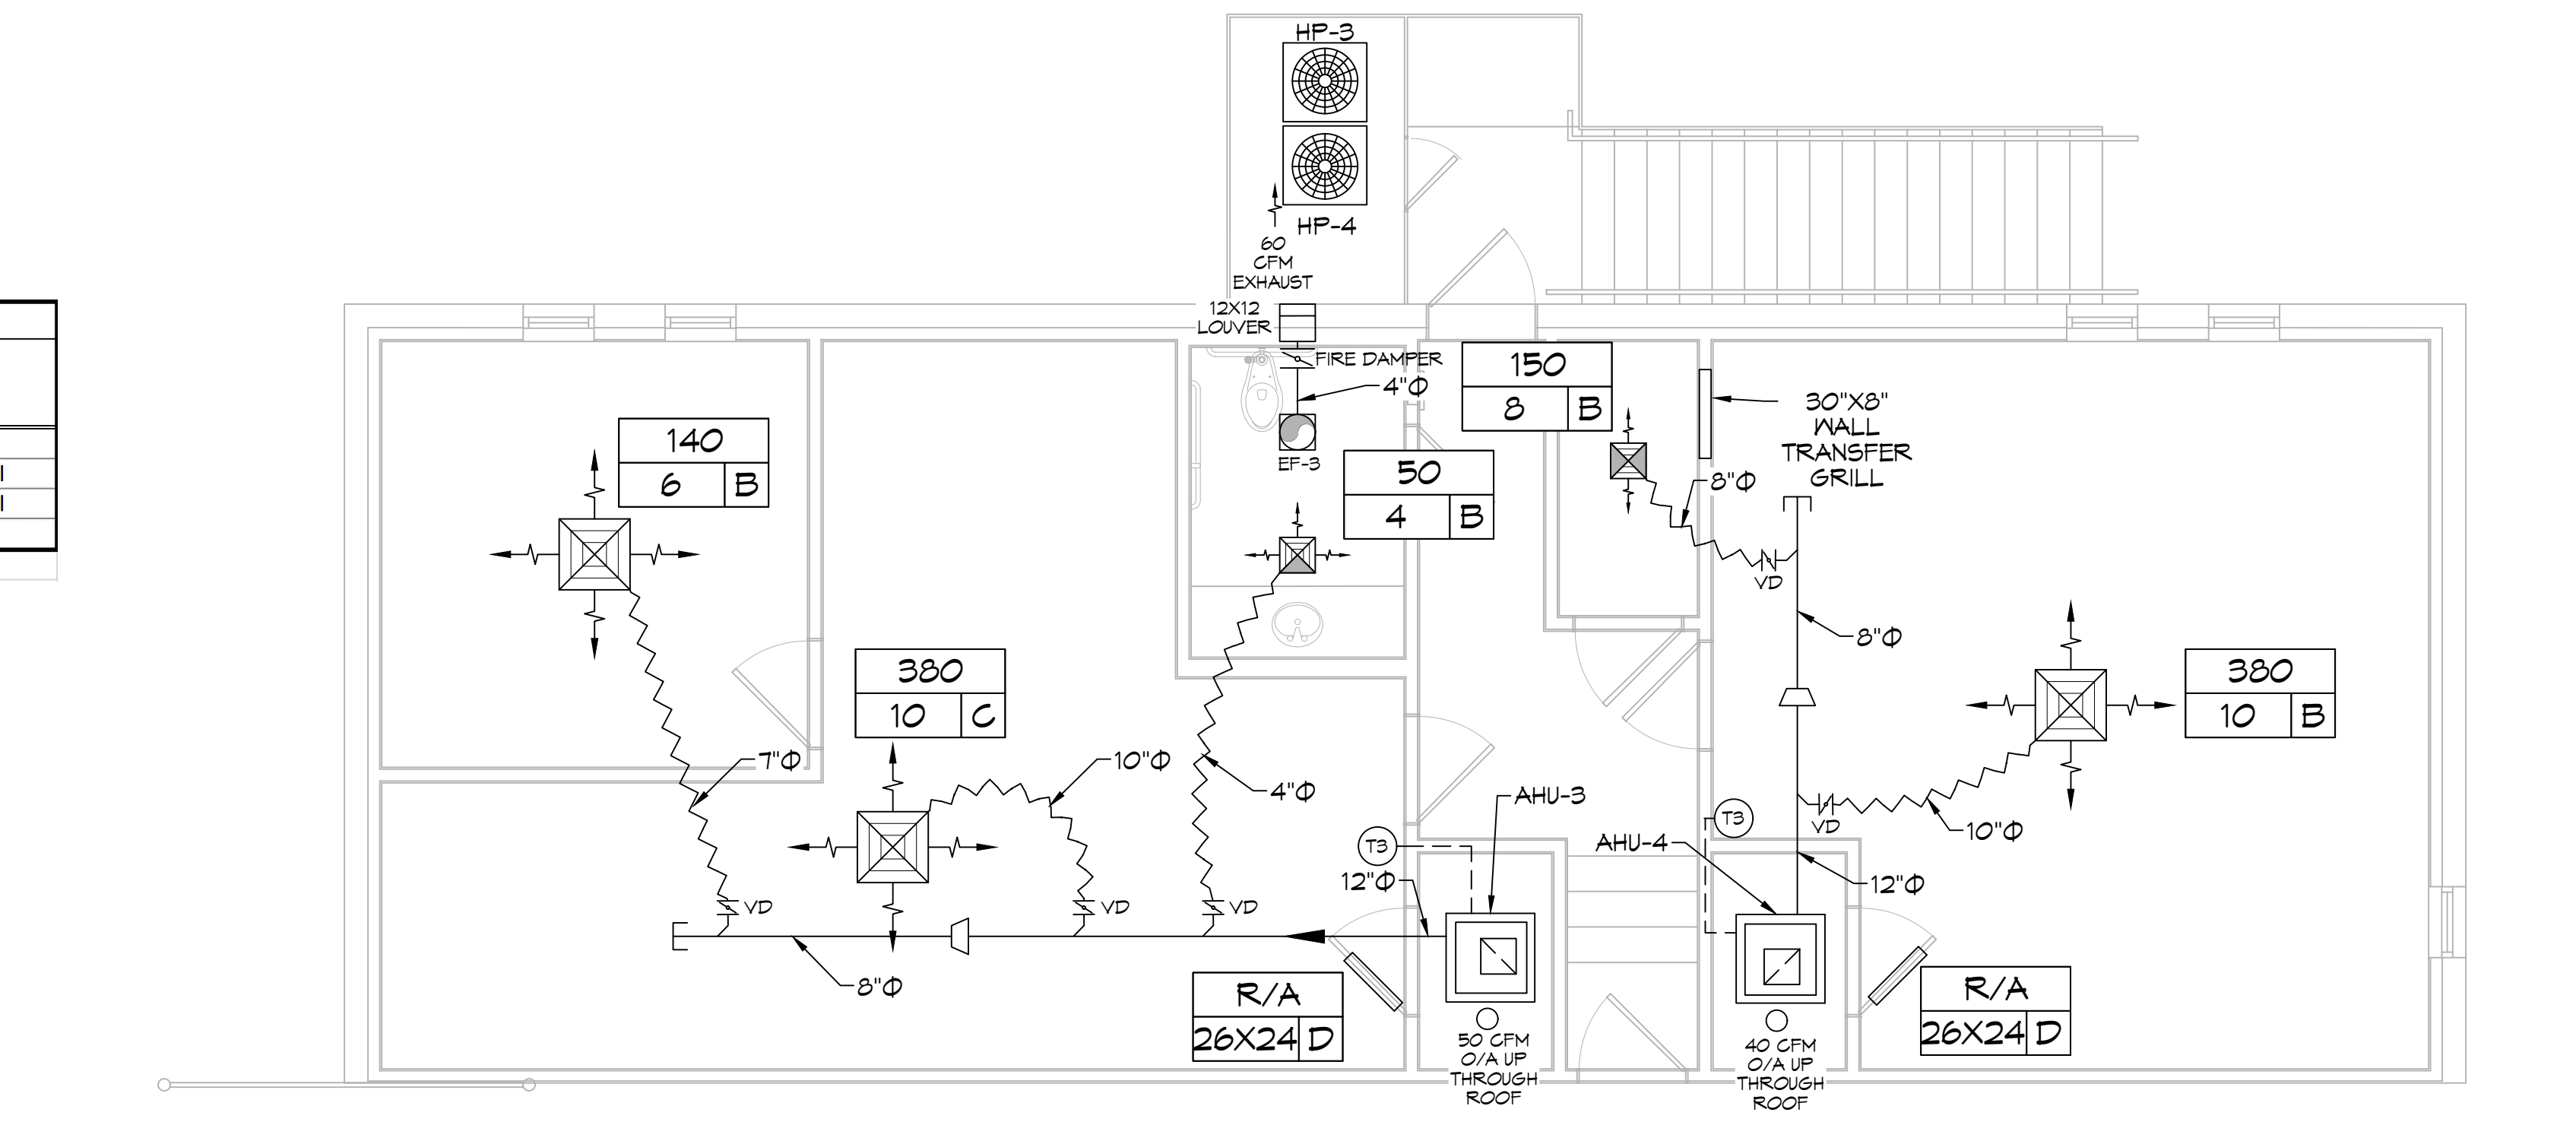 HP-3
HP-4
60
CFM
EXHAUST
12X12
LOUVER
FIRE DAMPER
4"Φ
EF-3
150
8 B
140
6 B
50
4 B
30"X8"
WALL
TRANSFER
GRILL
8"Φ
VD
8"Φ
380
10 C
380
10 B
7"Φ
10"Φ
4"Φ
AHU-3
T3
VD
10"Φ
AHU-4
T3
12"Φ
12"Φ
VD
VD
VD
8"Φ
R/A
26X24 D
R/A
26X24 D
50 CFM
O/A UP
THROUGH
ROOF
40 CFM
O/A UP
THROUGH
ROOF